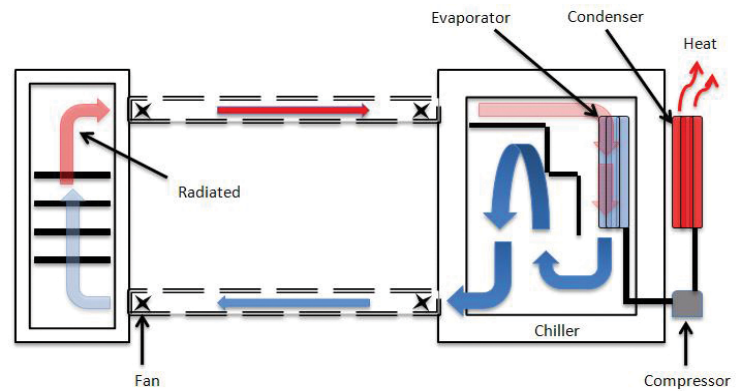 Evaporator
Condenser
Heat
Radiated
Chiller
Fan
Compressor